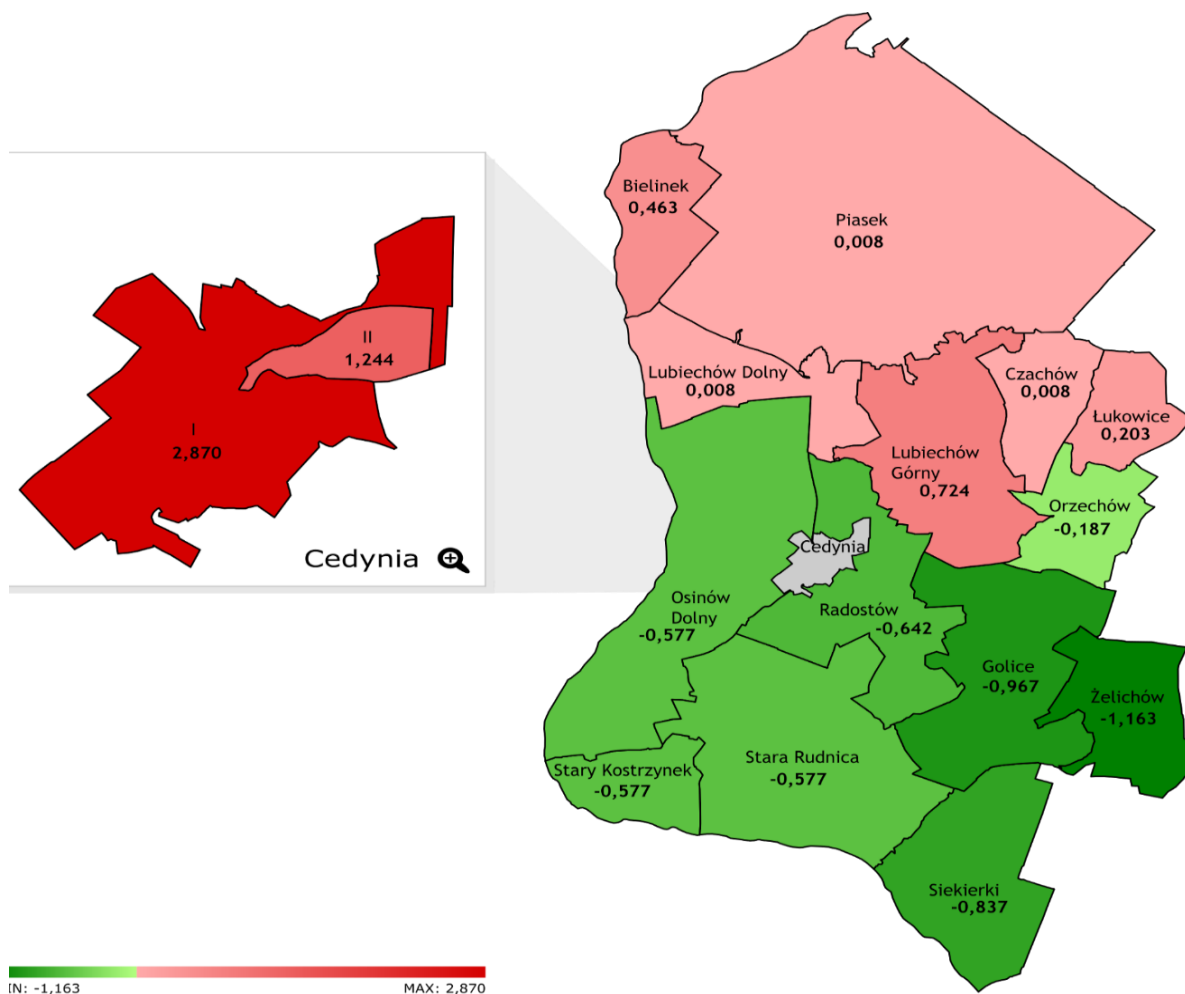 Bielinek
0,463
Piasek
0,008
II
1,244
I
2,870
Lubiechów Dolny
0,008
Czachów
0,008
Łukowice
0,203
Lubiechów
Górny
0,724
Orzechów
-0,187
Cedynia
Cedynia
Osinów
Dolny
-0,577
Radostów
-0,642
Golice
-0,967
Żelichów
-1,163
Stary Kostrzynek
-0,577
Stara Rudnica
-0,577
Siekierki
-0,837
IN: -1,163
MAX: 2,870